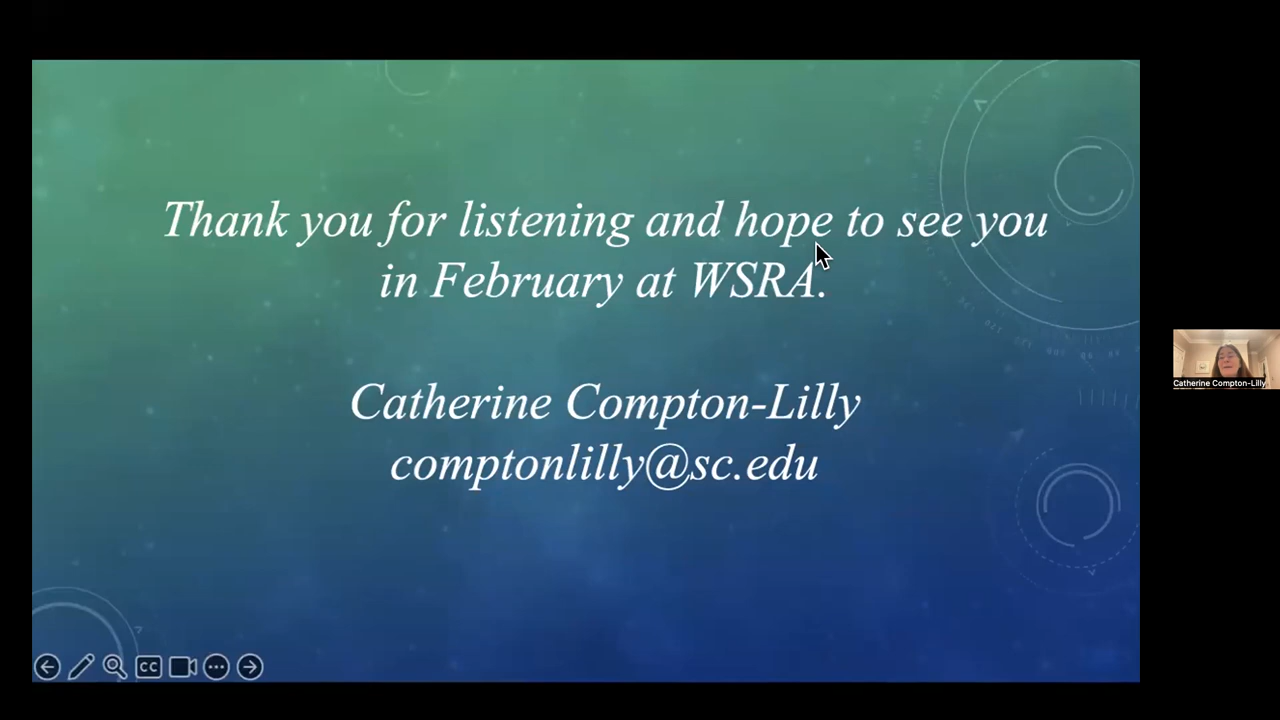 Thank you for listening and hope to see you
in February at WSRA.
Catherine Compton-Lilly
comptonlilly@sc.edu
CC
Catherine Compton-Lilly